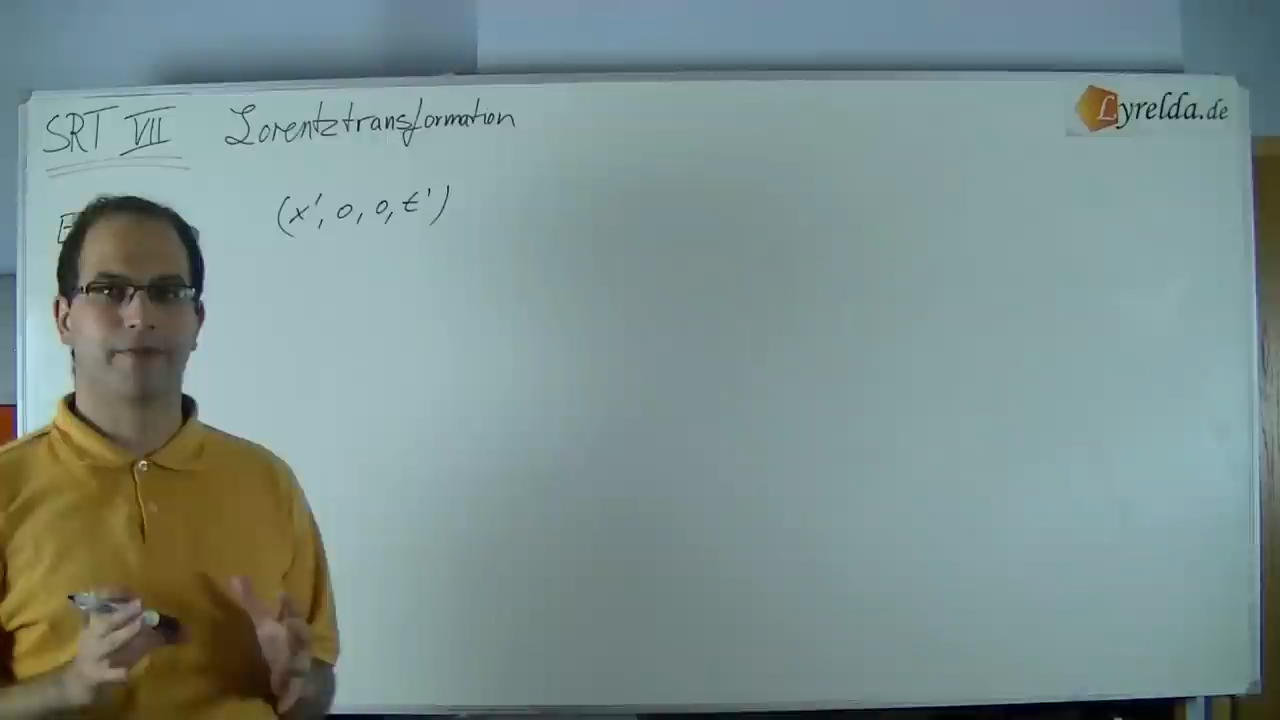 SRT VII Lorentztransformation
Lyrelda.de
(x', 0, 0, t')